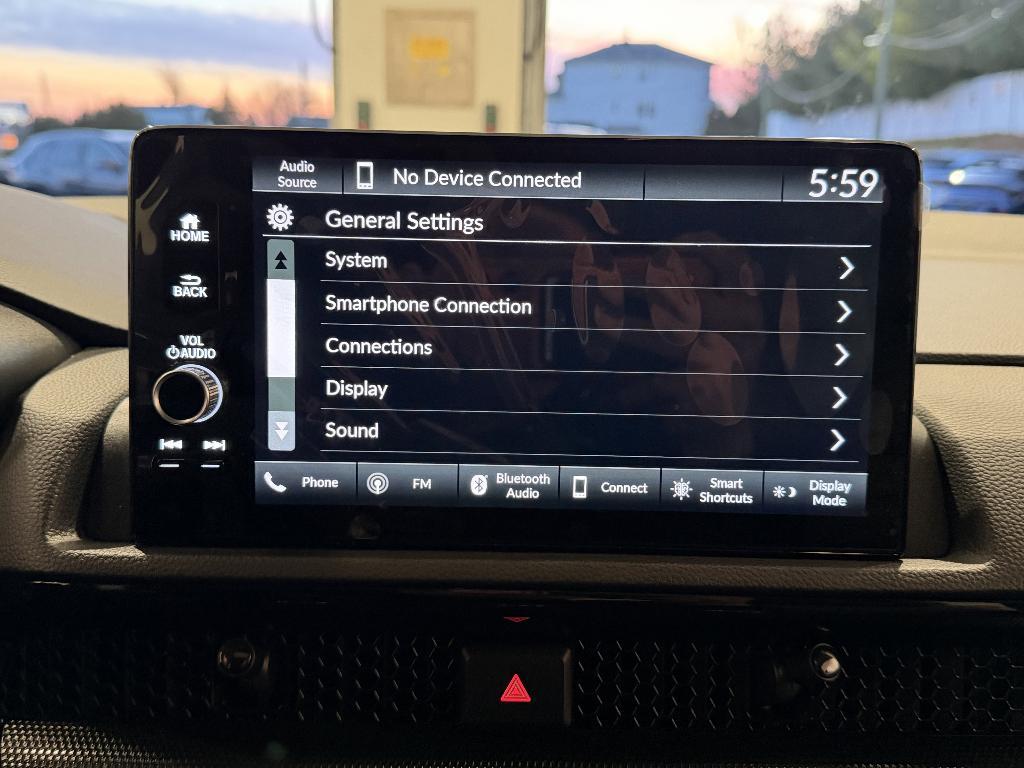 Audio
Source
No Device Connected
5:59
HOME
General Settings
System
BACK
Smartphone Connection
VOL
AUDIO
Connections
Display
Sound
Phone
FM
Bluetooth
Audio
Connect
Smart
Shortcuts
Display
Mode